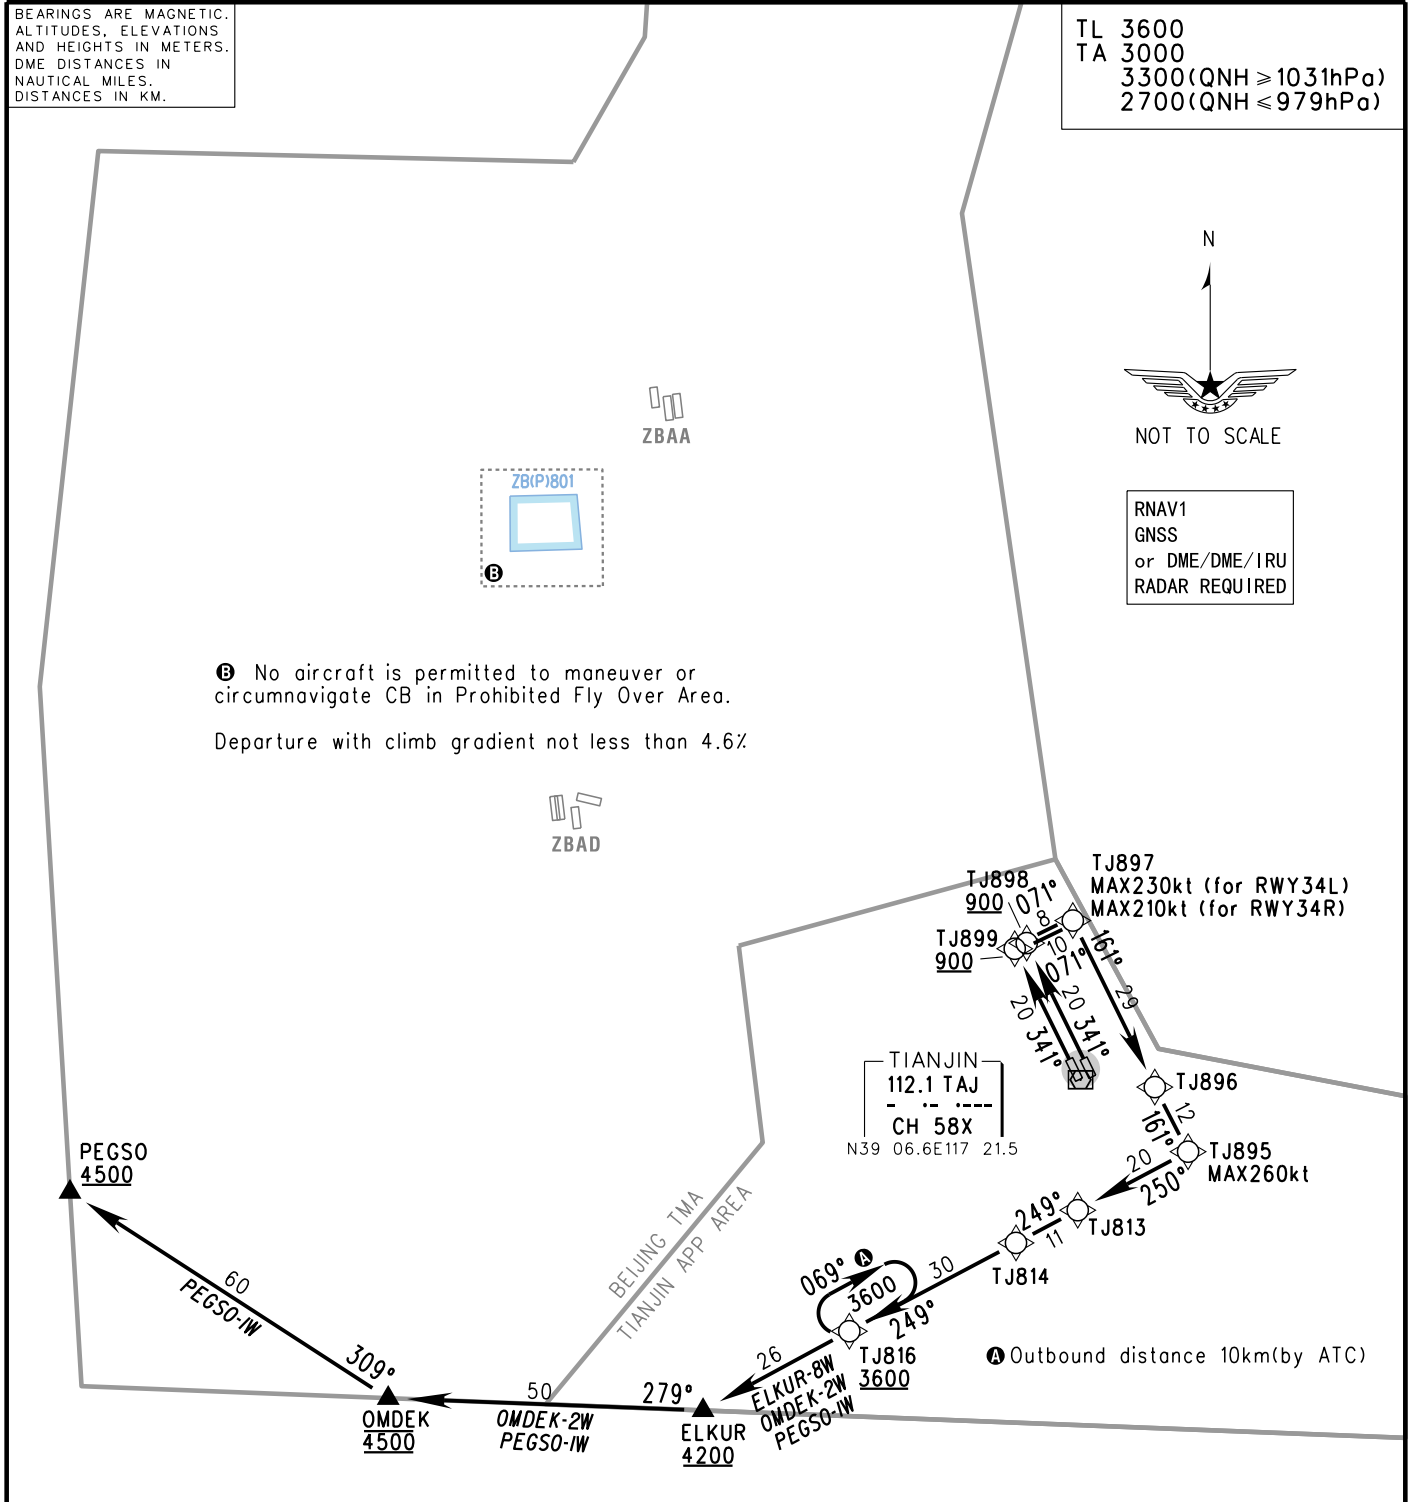 BEARINGS ARE MAGNETIC.
ALTITUDES, ELEVATIONS
AND HEIGHTS IN METERS.
DME DISTANCES IN
NAUTICAL MILES.
DISTANCES IN KM.
TL 3600
TA 3000
3300(QNH ≥1031hPa)
2700(QNH ≤979hPa)
N
NOT TO SCALE
ZBAA
ZB(P)801
B
RNAV1
GNSS
or DME/DME/IRU
RADAR REQUIRED
B No aircraft is permitted to maneuver or
circumnavigate CB in Prohibited Fly Over Area.
Departure with climb gradient not less than 4.6%
ZBAD
TJ897
MAX230kt (for RWY34L)
MAX210kt (for RWY34R)
TJ898
900
071°
8
TJ899
900
10
071°
161°
29
20 341°
20 341°
TIANJIN
112.1 TAJ
- ·- ·---
CH 58X
N39 06.6E117 21.5
TJ896
12
161°
TJ895
MAX260kt
20
250°
TJ813
249°
11
TJ814
30
249°
069° A
3600
TJ816
3600
A Outbound distance 10km(by ATC)
26
ELKUR-8W
OMDEK-2W
PEGSO-1W
BEIJING TMA
TIANJIN APP AREA
ELKUR
4200
279°
50
OMDEK-2W
PEGSO-1W
OMDEK
4500
309°
60
PEGSO-1W
PEGSO
4500